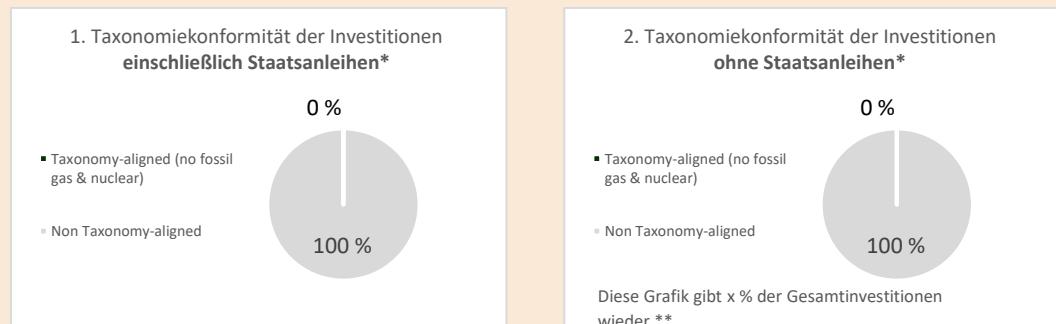 1. Taxonomiekonformität der Investitionen
einschließlich Staatsanleihen*
0 %
Taxonomy-aligned (no fossil
gas & nuclear)
Non Taxonomy-aligned
100 %
2. Taxonomiekonformität der Investitionen
ohne Staatsanleihen*
0 %
Taxonomy-aligned (no fossil
gas & nuclear)
Non Taxonomy-aligned
100 %
Diese Grafik gibt x % der Gesamtinvestitionen
wieder.**